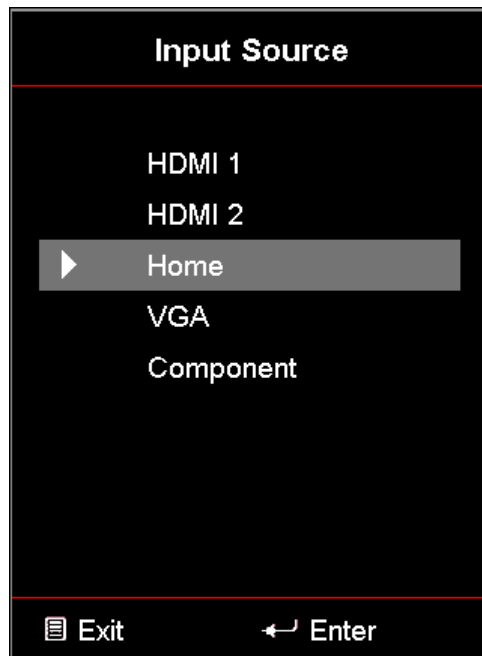 Input Source
HDMI 1
HDMI 2
Home
VGA
Component
Exit Enter